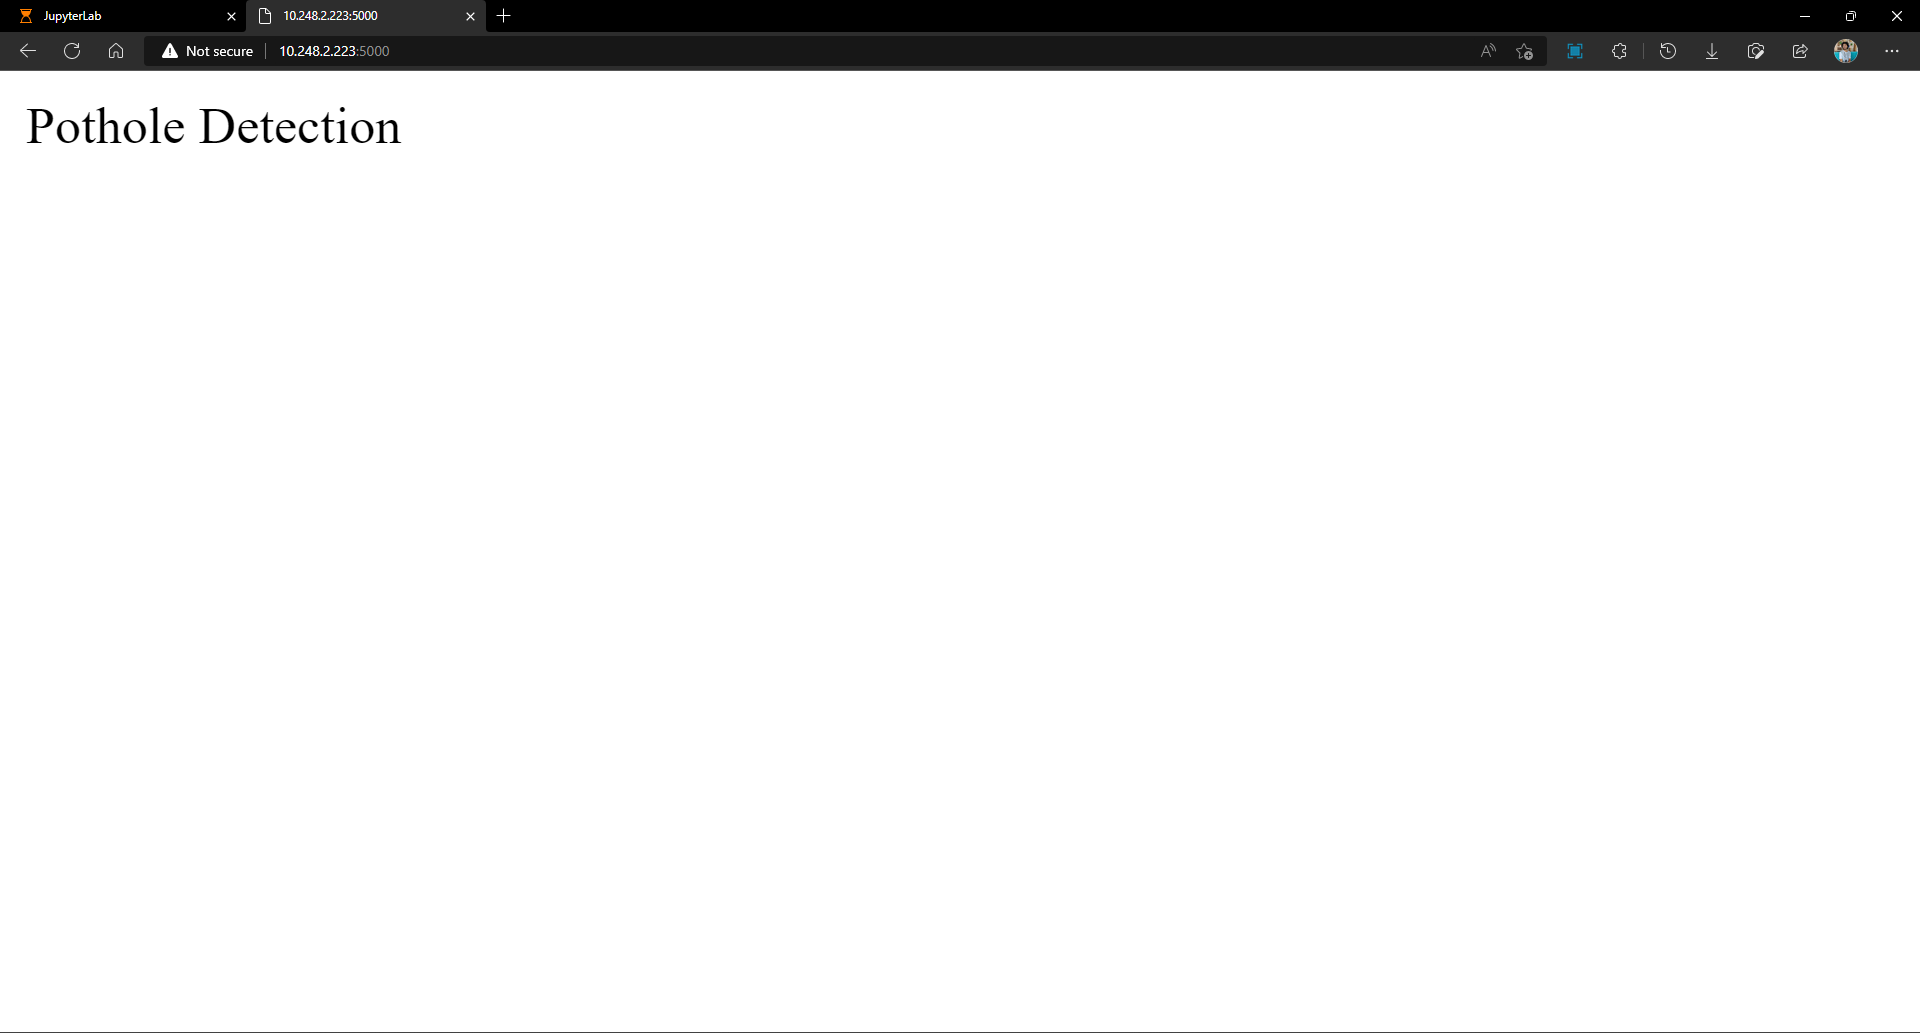 JupyterLab
10.248.2.223:5000
Not secure
10.248.2.223:5000
Pothole Detection